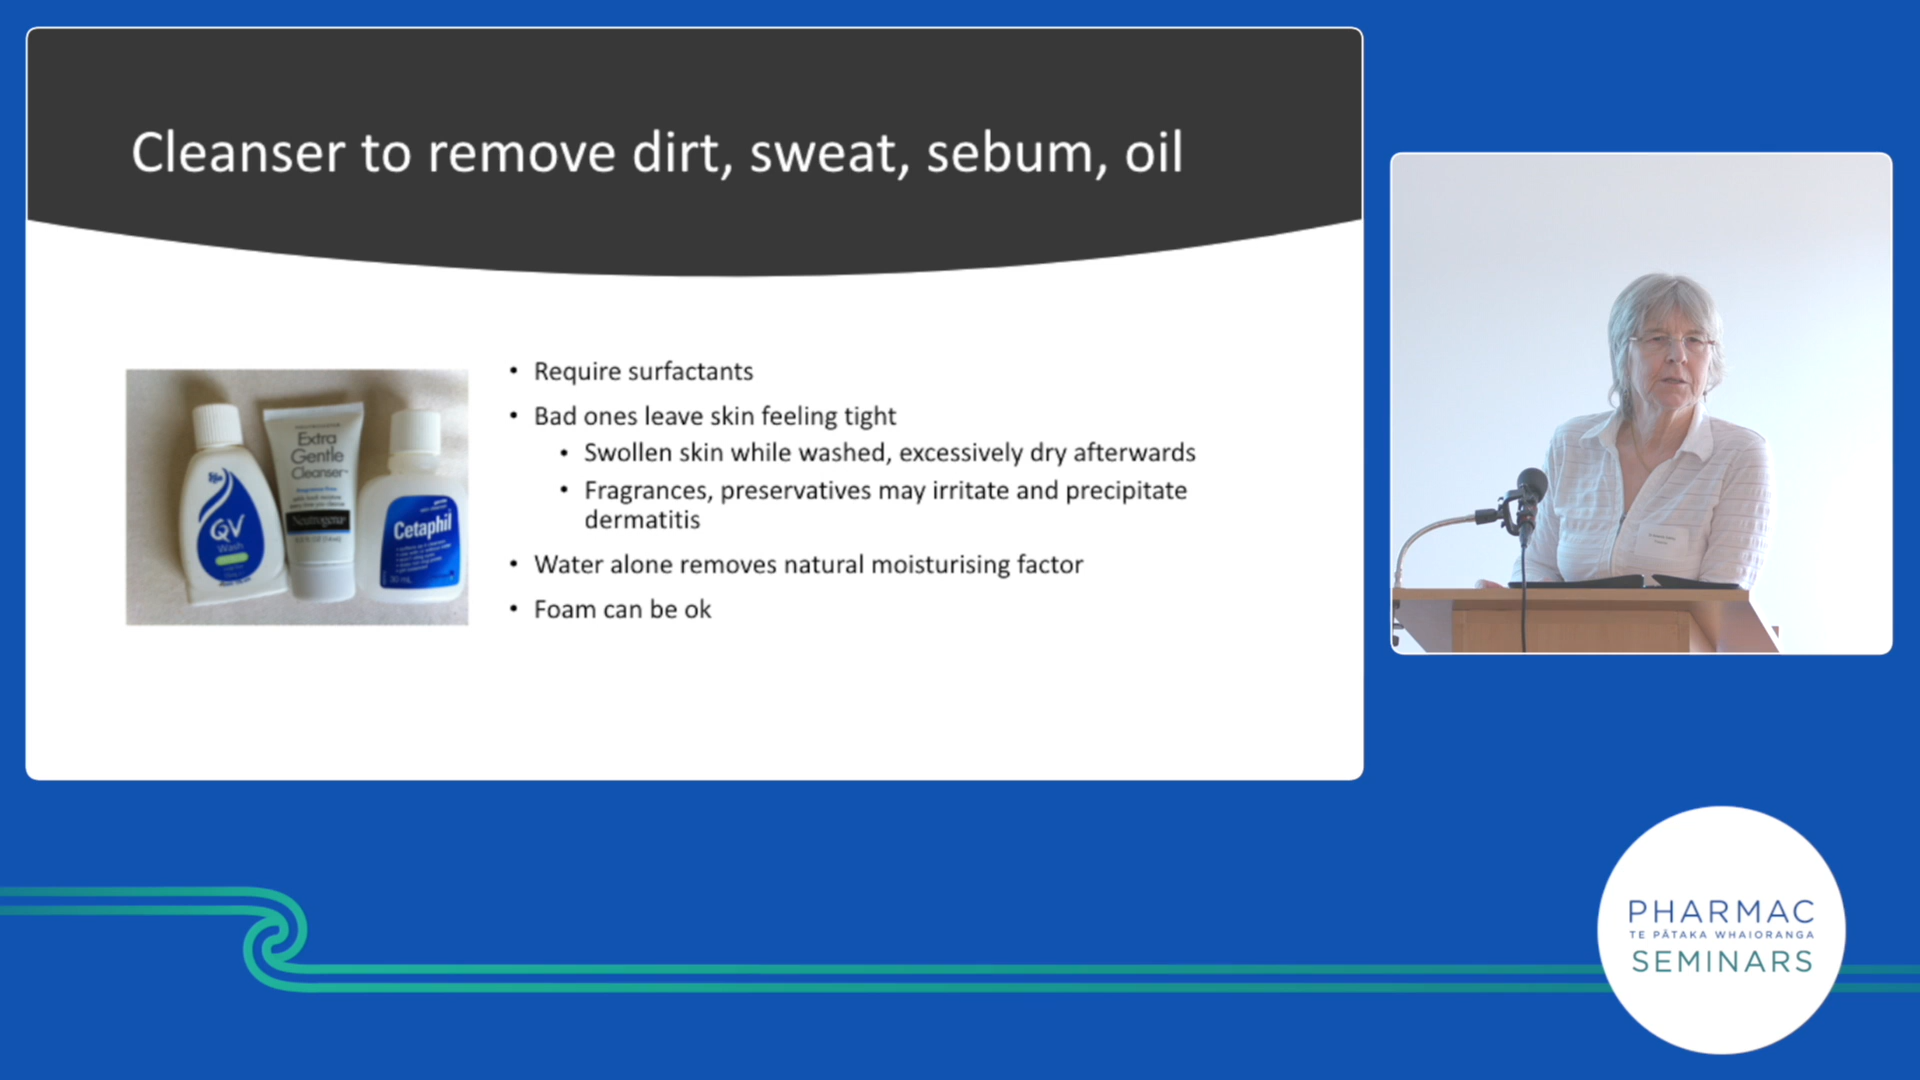 Cleanser to remove dirt, sweat, sebum, oil
• Require surfactants
• Bad ones leave skin feeling tight
• Swollen skin while washed, excessively dry afterwards
• Fragrances, preservatives may irritate and precipitate
dermatitis
• Water alone removes natural moisturising factor
• Foam can be ok
QV
Wash
Extra
Gentle
Cleanser
Neutrogena
Cetaphil
30 mL
PHARMAC
TE PĀTAKA WHAIORANGA
SEMINARS